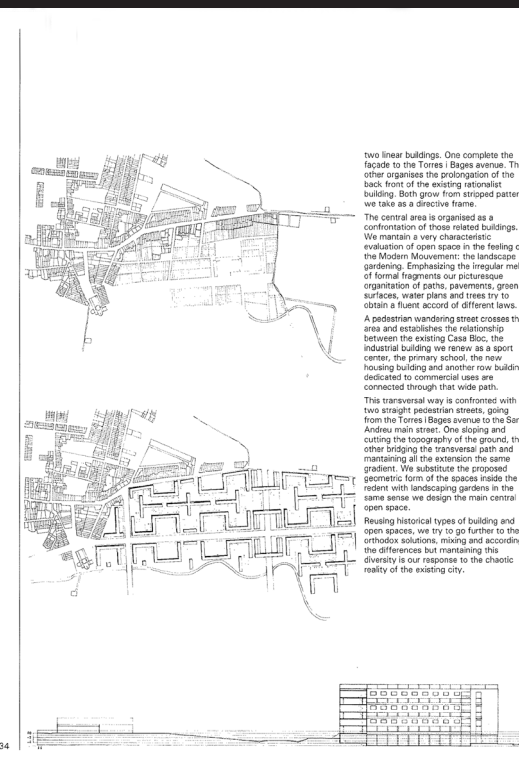 two linear buildings. One complete the
façade to the Torres i Bages avenue. Th
other organises the prolongation of the
back front of the existing rationalist
building. Both grow from stripped patter
we take as a directive frame.
The central area is organised as a
confrontation of those related buildings.
We mantain a very characteristic
evaluation of open space in the feeling o
the Modern Mouvement: the landscape
gardening. Emphasizing the irregular mel
of formal fragments our picturesque
organitation of paths, pavements, green
surfaces, water plans and trees try to
obtain a fluent accord of different laws.
A pedestrian wandering street crosses th
area and establishes the relationship
between the existing Casa Bloc, the
industrial building we renew as a sport
center, the primary school, the new
housing building and another row buildin
dedicated to commercial uses are
connected through that wide path.
This transversal way is confronted with
two straight pedestrian streets, going
from the Torres i Bages avenue to the San
Andreu main street. One sloping and
cutting the topography of the ground, th
other bridging the transversal path and
mantaining all the extension the same
gradient. We substitute the proposed
geometric form of the spaces inside the
redent with landscaping gardens in the
same sense we design the main central
open space.
Reusing historical types of building and
open spaces, we try to go further to the
orthodox solutions, mixing and according
the differences but mantaining this
diversity is our response to the chaotic
reality of the existing city.
34